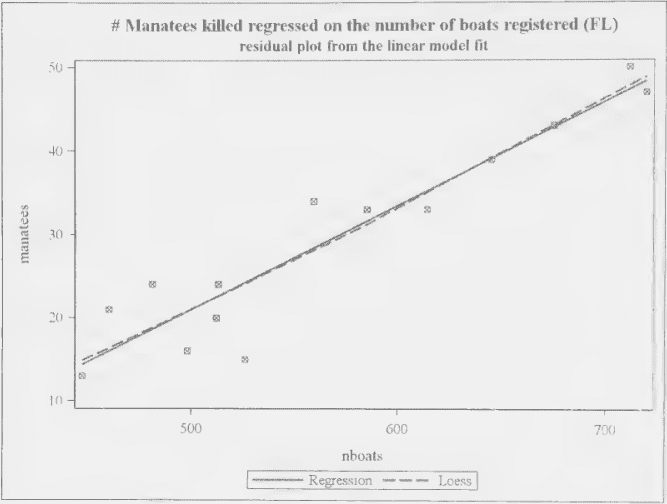 # Manatees killed regressed on the number of boats registered (FL)
residual plot from the linear model fit
50
40
30
20
10
manatees
500 600 700
nboats
Regression Loess